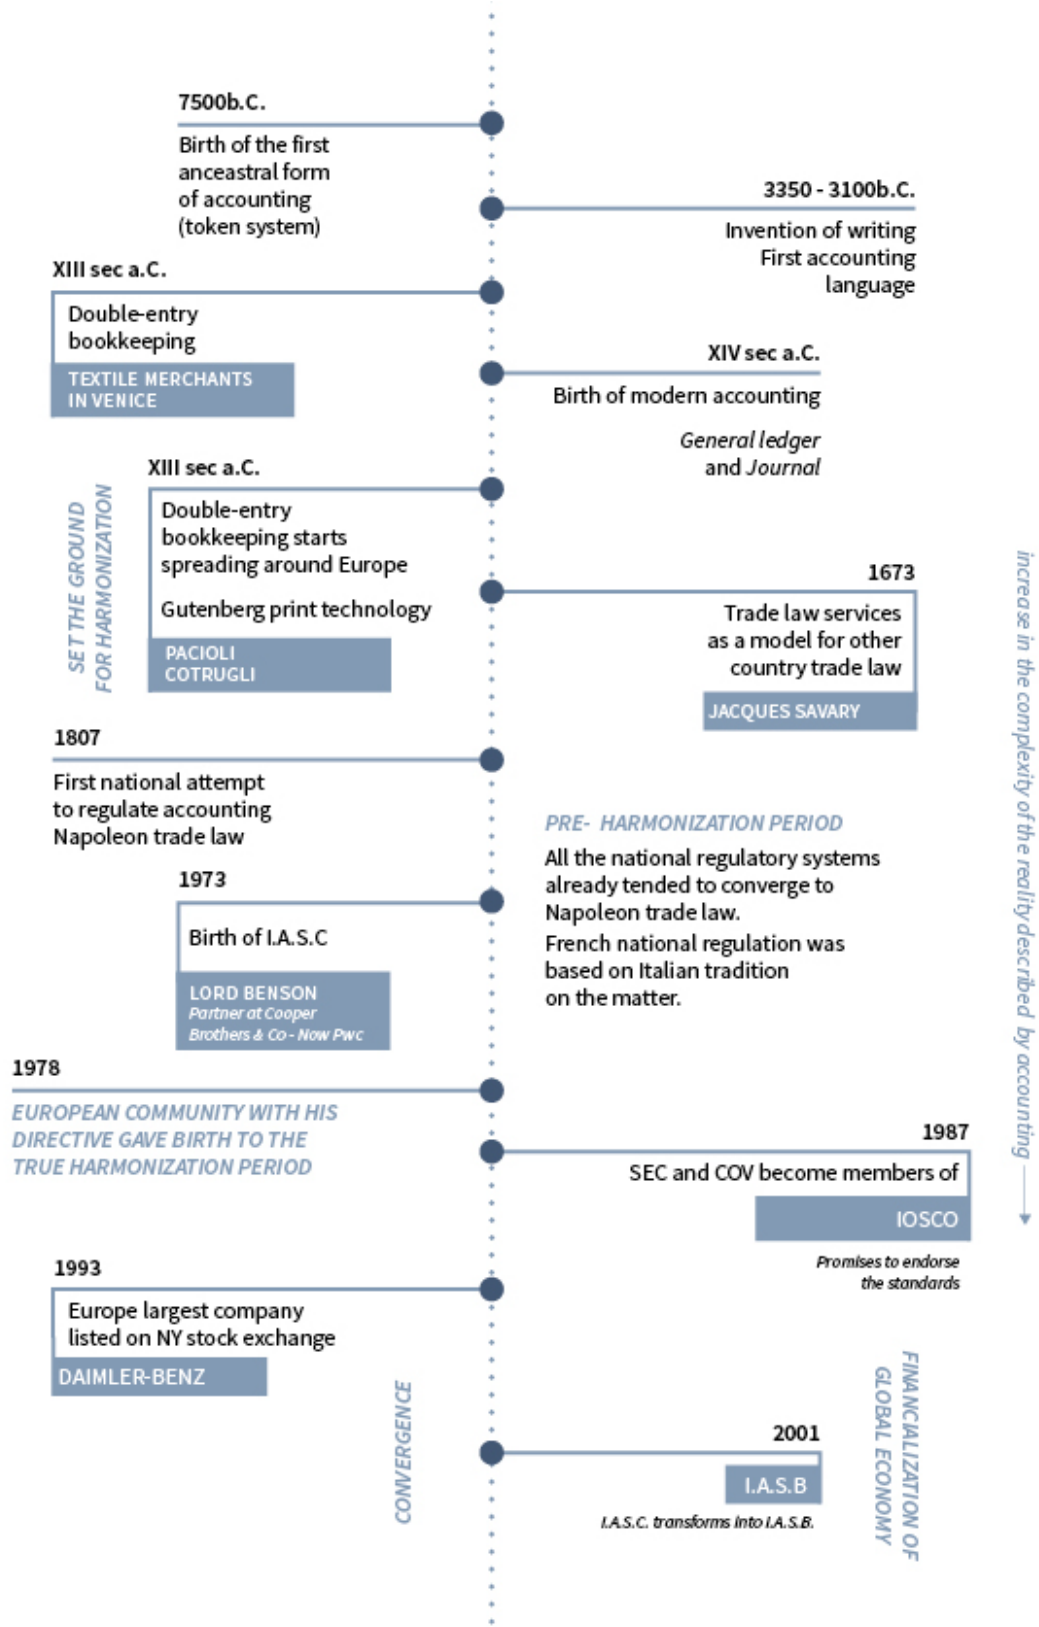 7500b.C.
Birth of the first
anceastral form
of accounting
(token system)
3350 - 3100b.C.
Invention of writing
First accounting
language
XIII sec a.C.
Double-entry
bookkeeping
TEXTILE MERCHANTS
IN VENICE
XIV sec a.C.
Birth of modern accounting
General ledger
and Journal
XIII sec a.C.
Double-entry
bookkeeping starts
spreading around Europe
Gutenberg print technology
PACIOLI
COTRUGLI
SET THE GROUND
FOR HARMONIZATION
1673
Trade law services
as a model for other
country trade law
JACQUES SAVARY
increase in the complexity of the reality described by accounting
1807
First national attempt
to regulate accounting
Napoleon trade law
PRE- HARMONIZATION PERIOD
All the national regulatory systems
already tended to converge to
Napoleon trade law.
French national regulation was
based on Italian tradition
on the matter.
1973
Birth of I.A.S.C
LORD BENSON
Partner at Cooper
Brothers & Co - Now Pwc
1978
EUROPEAN COMMUNITY WITH HIS
DIRECTIVE GAVE BIRTH TO THE
TRUE HARMONIZATION PERIOD
1987
SEC and COV become members of
IOSCO
Promises to endorse
the standards
1993
Europe largest company
listed on NY stock exchange
DAIMLER-BENZ
CONVERGENCE
2001
I.A.S.B
I.A.S.C. transforms into I.A.S.B.
FINANCIALIZATION OF
GLOBAL ECONOMY